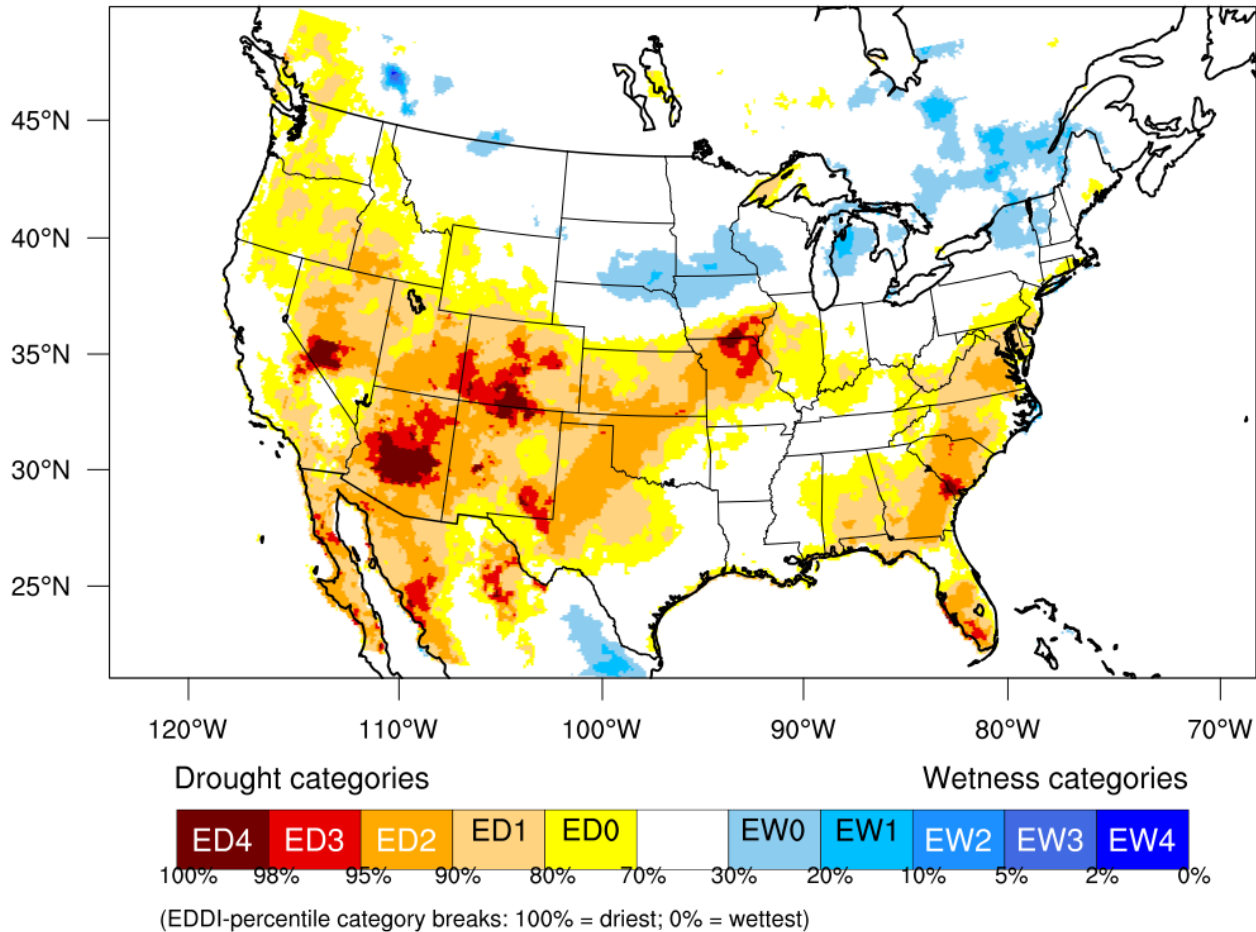 45°N
40°N
35°N
30°N
25°N
120°W 110°W 100°W 90°W 80°W 70°W
Drought categories Wetness categories
ED4 ED3 ED2 ED1 ED0 EW0 EW1 EW2 EW3 EW4
100% 98% 95% 90% 80% 70% 30% 20% 10% 5% 2% 0%
(EDDI-percentile category breaks: 100% = driest; 0% = wettest)